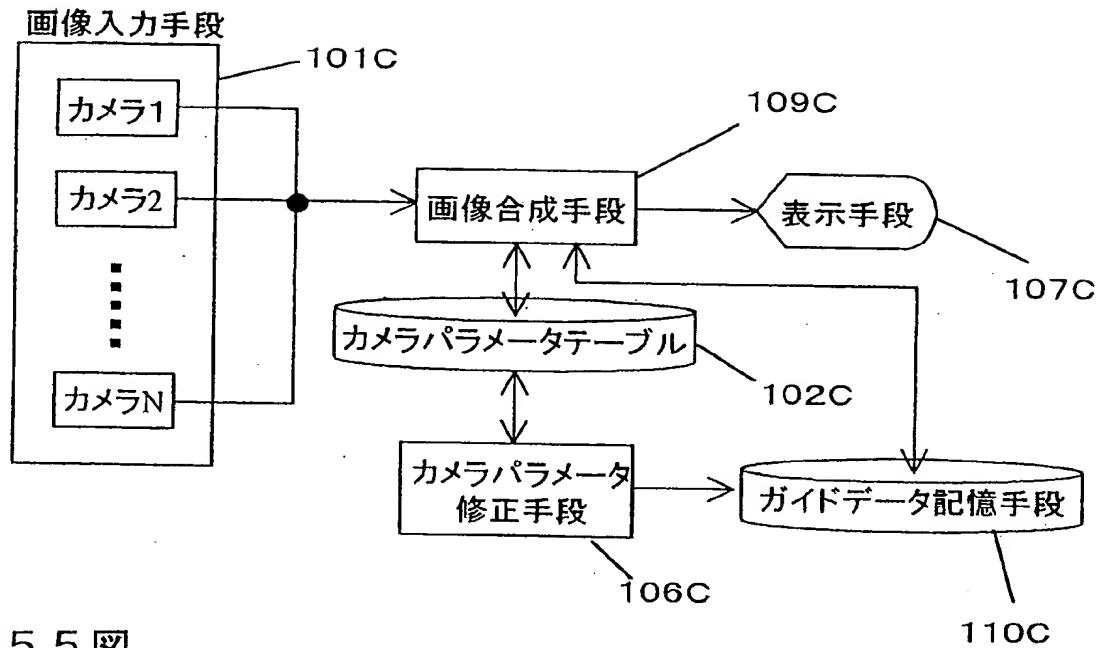 画像入力手段
101C
カメラ1
カメラ2
カメラN
109C
画像合成手段
表示手段
107C
カメラパラメータテーブル
102C
カメラパラメータ
修正手段
106C
ガイドデータ記憶手段
110C
55図